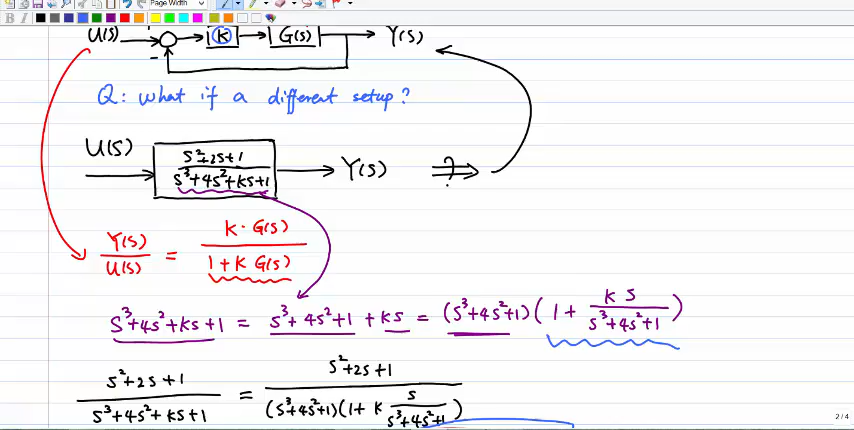 Page Width
B I
U(s) K G(s) Y(s)
-
Q: what if a different setup?
U(s) s²+2s+1 / s³+4s²+ks+1 Y(s) ?
Y(s)/U(s) = K·G(s) / 1+K G(s)
s³+4s²+ks+1 = s³+4s²+1 + ks = (s³+4s²+1)(1+ k s / s³+4s²+1)
s²+2s+1 / s³+4s²+ks+1 = s²+2s+1 / (s³+4s²+1)(1+ k s / s³+4s²+1)
2 / 4